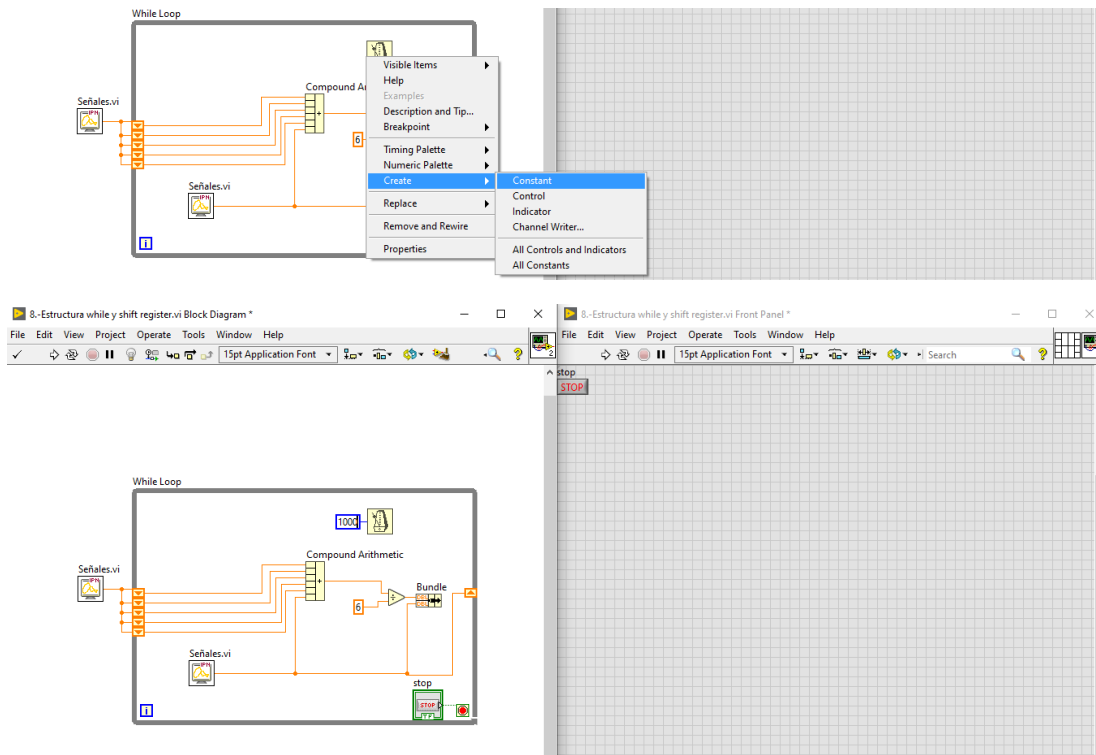 While Loop
Visible Items
Help
Compound Ar
Examples
Señales.vi
Description and Tip...
Breakpoint
6
Timing Palette
Numeric Palette
Create
Constant
Señales.vi
Control
Replace
Indicator
Channel Writer...
Remove and Rewire
i
Properties
All Controls and Indicators
All Constants
8.-Estructura while y shift register.vi Block Diagram *
File Edit View Project Operate Tools Window Help
15pt Application Font
2
8.-Estructura while y shift register.vi Front Panel *
File Edit View Project Operate Tools Window Help
15pt Application Font
Search
stop
STOP
While Loop
1000
Compound Arithmetic
Señales.vi
Bundle
6
Señales.vi
stop
STOP
TF
i